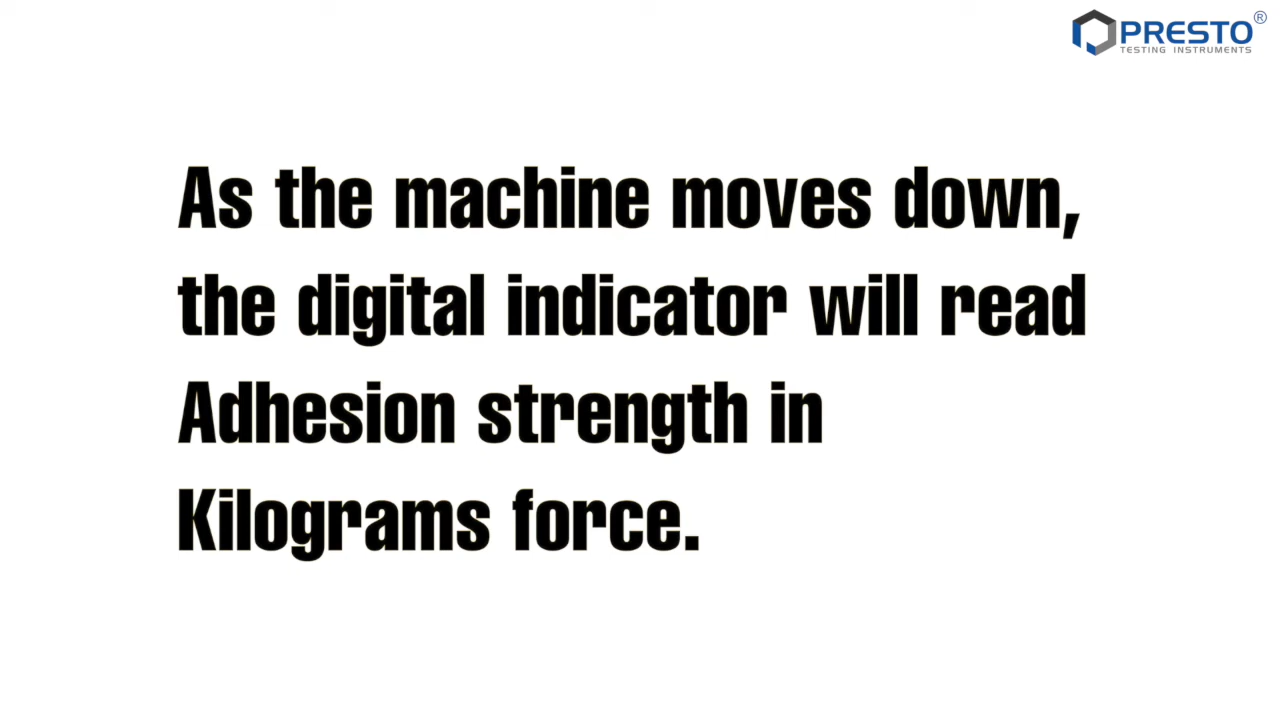 PRESTO®
TESTING INSTRUMENTS
As the machine moves down,
the digital indicator will read
Adhesion strength in
Kilograms force.